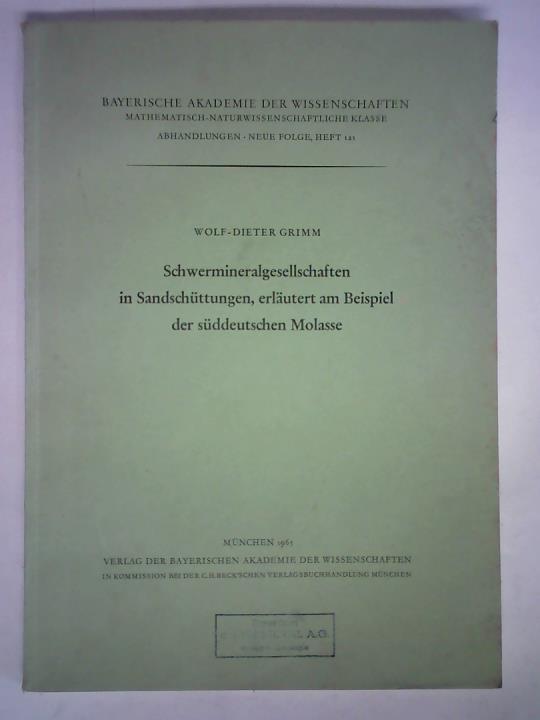 BAYERISCHE AKADEMIE DER WISSENSCHAFTEN
MATHEMATISCH-NATURWISSENSCHAFTLICHE KLASSE
ABHANDLUNGEN · NEUE FOLGE, HEFT 121
WOLF-DIETER GRIMM
Schwermineralgesellschaften
in Sandschüttungen, erläutert am Beispiel
der süddeutschen Molasse
MÜNCHEN 1965
VERLAG DER BAYERISCHEN AKADEMIE DER WISSENSCHAFTEN
IN KOMMISSION BEI DER C.H.BECK'SCHEN VERLAGSBUCHHANDLUNG MÜNCHEN
A.G.